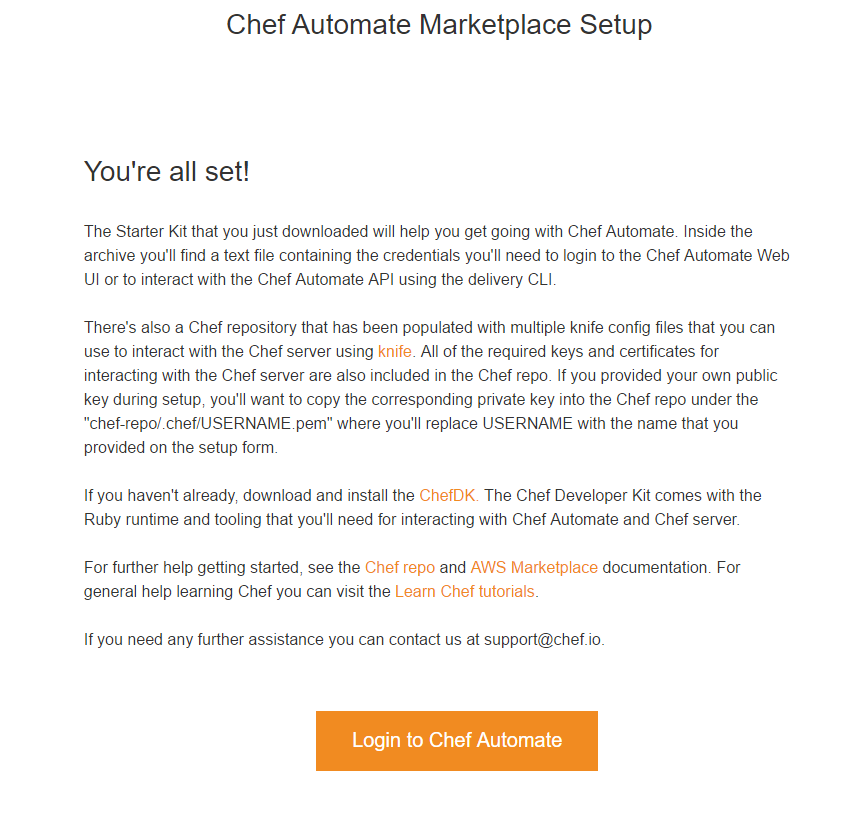 Chef Automate Marketplace Setup
You're all set!
The Starter Kit that you just downloaded will help you get going with Chef Automate. Inside the
archive you'll find a text file containing the credentials you'll need to login to the Chef Automate Web
UI or to interact with the Chef Automate API using the delivery CLI.
There's also a Chef repository that has been populated with multiple knife config files that you can
use to interact with the Chef server using knife. All of the required keys and certificates for
interacting with the Chef server are also included in the Chef repo. If you provided your own public
key during setup, you'll want to copy the corresponding private key into the Chef repo under the
"chef-repo/.chef/USERNAME.pem" where you'll replace USERNAME with the name that you
provided on the setup form.
If you haven't already, download and install the ChefDK. The Chef Developer Kit comes with the
Ruby runtime and tooling that you'll need for interacting with Chef Automate and Chef server.
For further help getting started, see the Chef repo and AWS Marketplace documentation. For
general help learning Chef you can visit the Learn Chef tutorials.
If you need any further assistance you can contact us at support@chef.io.
Login to Chef Automate